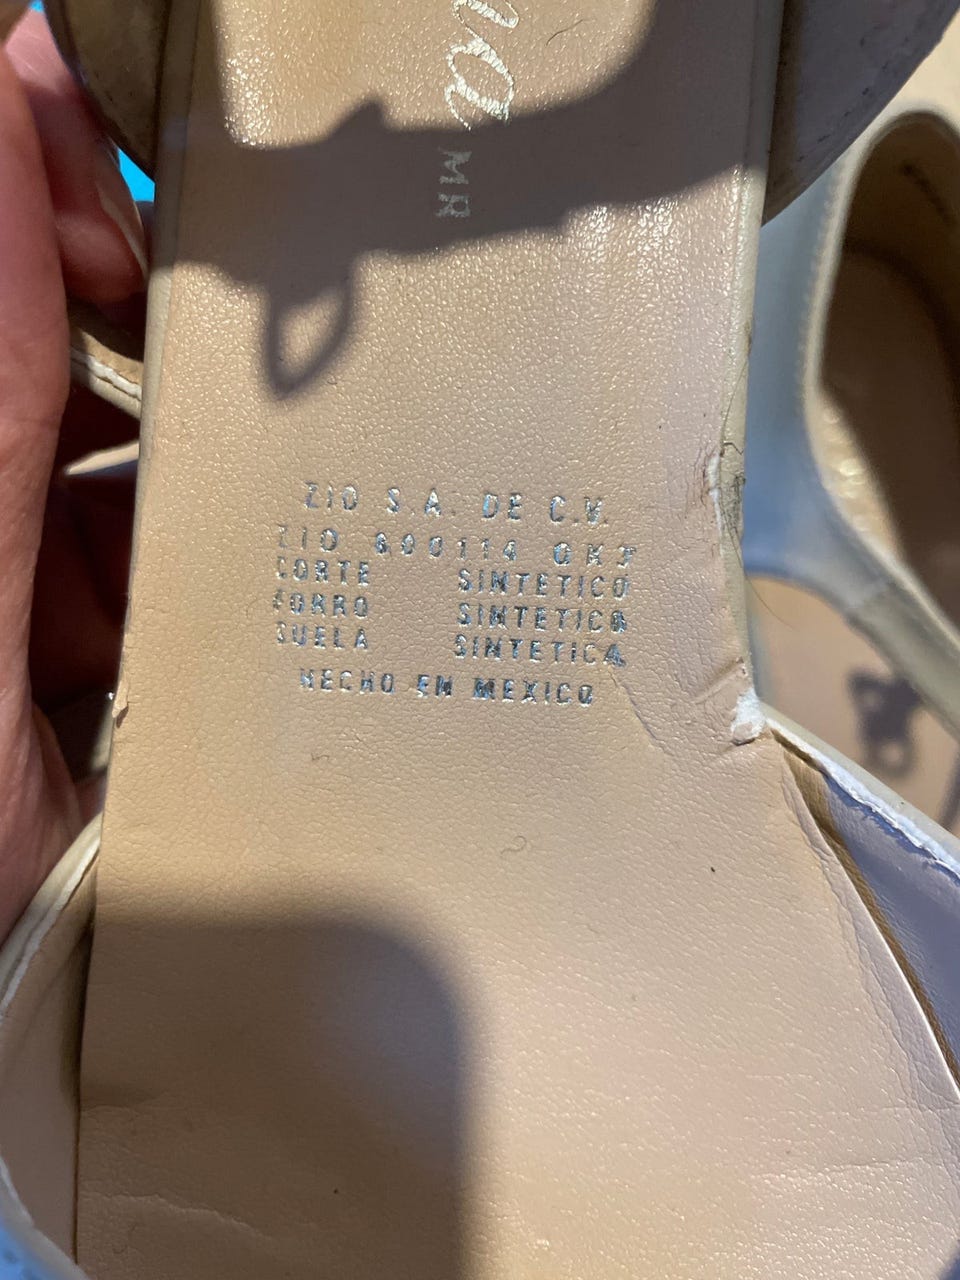 MR
ZIO S.A. DE C.V.
ZIO
CORTE SINTETICO
FORRO SINTETICO
SUELA SINTETICA
HECHO EN MEXICO